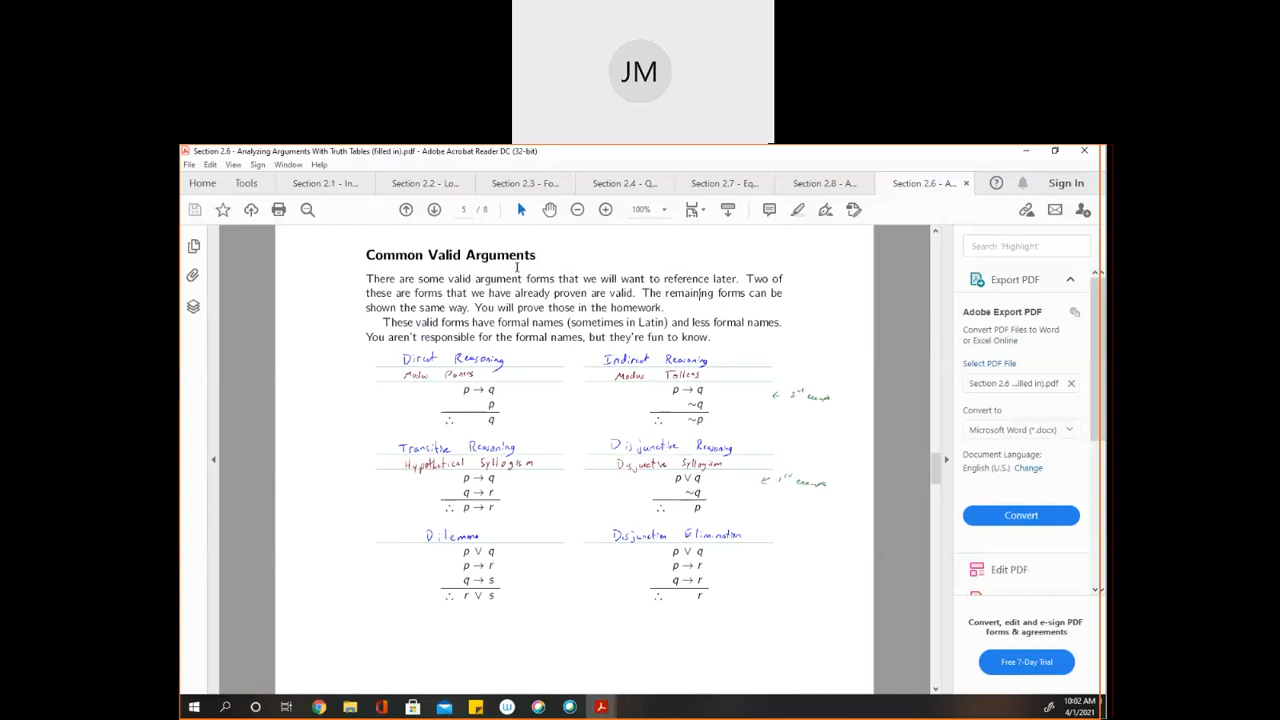 JM
Section 2.6 - Analyzing Arguments With Truth Tables (filled in).pdf - Adobe Acrobat Reader DC (32-bit)
File Edit View Sign Window Help
Home Tools Section 2.1 - In... Section 2.2 - Lo... Section 2.3 - Fo... Section 2.4 - Q... Section 2.7 - Eq... Section 2.8 - A... Section 2.6 - A... × Sign In
5 / 8 100%
Common Valid Arguments
There are some valid argument forms that we will want to reference later. Two of
these are forms that we have already proven are valid. The remaining forms can be
shown the same way. You will prove those in the homework.
These valid forms have formal names (sometimes in Latin) and less formal names.
You aren't responsible for the formal names, but they're fun to know.
Direct Reasoning
Modus Ponens
p → q
p
∴ q
Indirect Reasoning
Modus Tollens
p → q
~q
∴ ~p
← 2nd example
Transitive Reasoning
Hypothetical Syllogism
p → q
q → r
∴ p → r
Disjunctive Reasoning
Disjunctive Syllogism
p ∨ q
~q
∴ p
← 1st example
Dilemma
p ∨ q
p → r
q → s
∴ r ∨ s
Disjunction Elimination
p ∨ q
p → r
q → r
∴ r
Search 'Highlight'
Export PDF
Adobe Export PDF
Convert PDF Files to Word
or Excel Online
Select PDF File
Section 2.6 ...illed in).pdf ×
Convert to
Microsoft Word (*.docx)
Document Language:
English (U.S.) Change
Convert
Edit PDF
Convert, edit and e-sign PDF
forms & agreements
Free 7-Day Trial
10:02 AM
4/1/2021